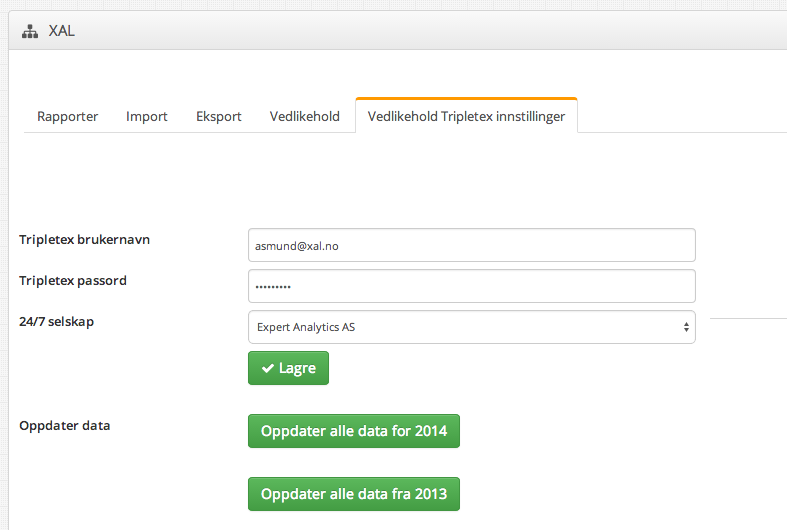 XAL
Rapporter Import Eksport Vedlikehold Vedlikehold Tripletex innstillinger
Tripletex brukernavn asmund@xal.no
Tripletex passord •••••••••
24/7 selskap Expert Analytics AS
Lagre
Oppdater data Oppdater alle data for 2014
Oppdater alle data fra 2013